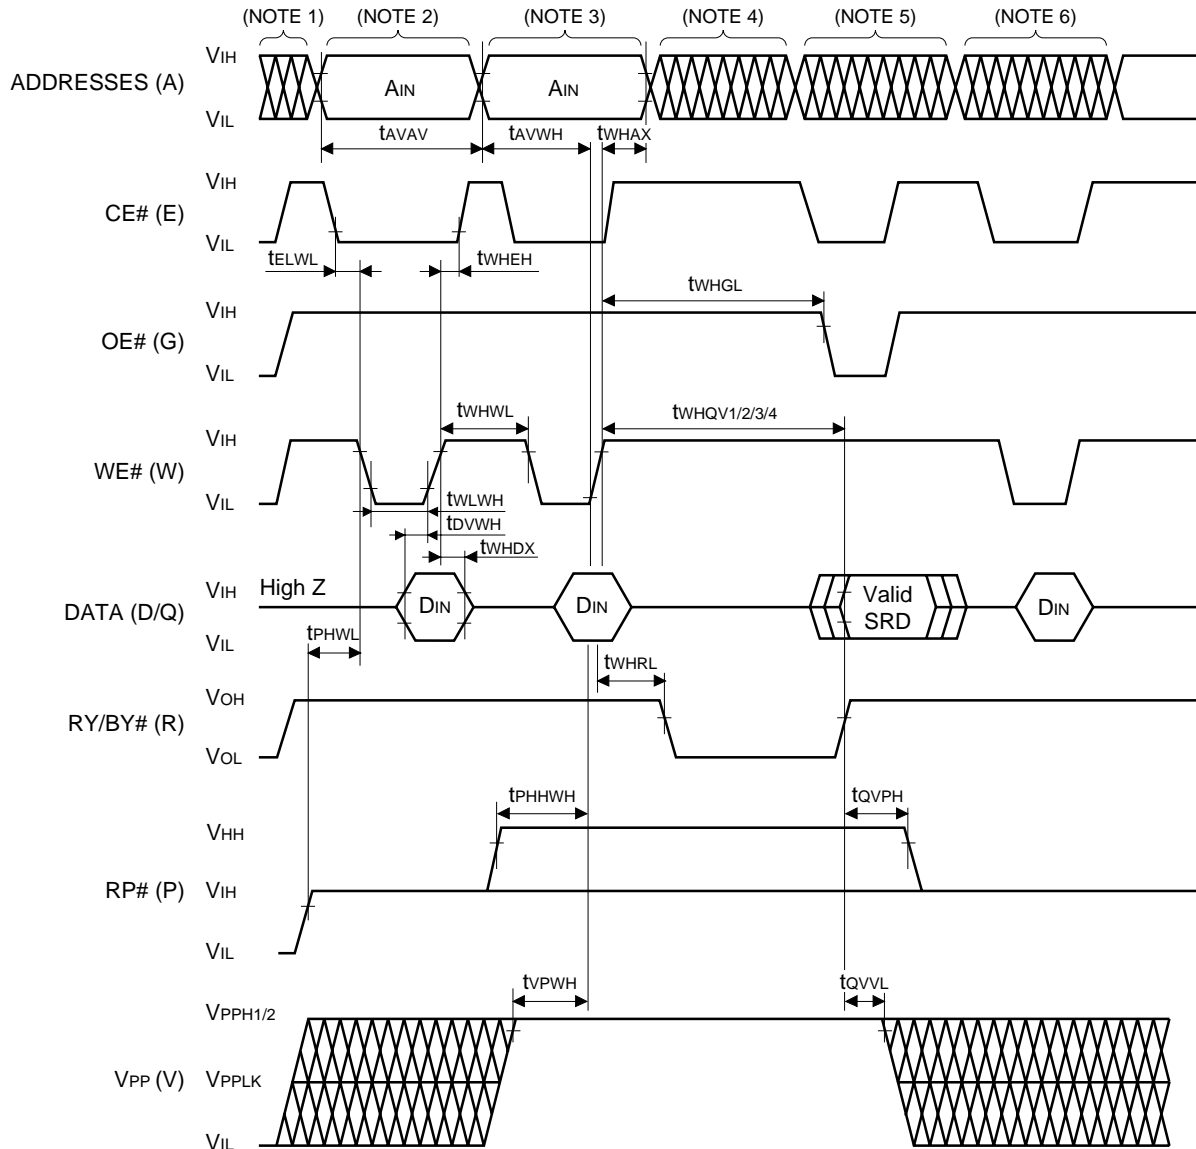 (NOTE 1) (NOTE 2) (NOTE 3) (NOTE 4) (NOTE 5) (NOTE 6)
VIH
ADDRESSES (A) AIN AIN
VIL
tAVAV tAVWH tWHAX
VIH
CE# (E)
VIL
tELWL tWHEH
tWHGL
VIH
OE# (G)
VIL
tWHWL tWHQV1/2/3/4
VIH
WE# (W)
VIL
tWLWH
tDVWH
tWHDX
VIH High Z
DATA (D/Q) DIN DIN Valid SRD DIN
VIL
tPHWL
tWHRL
VOH
RY/BY# (R)
VOL
tPHHWH tQVPH
VHH
VIH
RP# (P)
VIL
tVPWH tQVVL
VPPH1/2
VPP (V) VPPLK
VIL